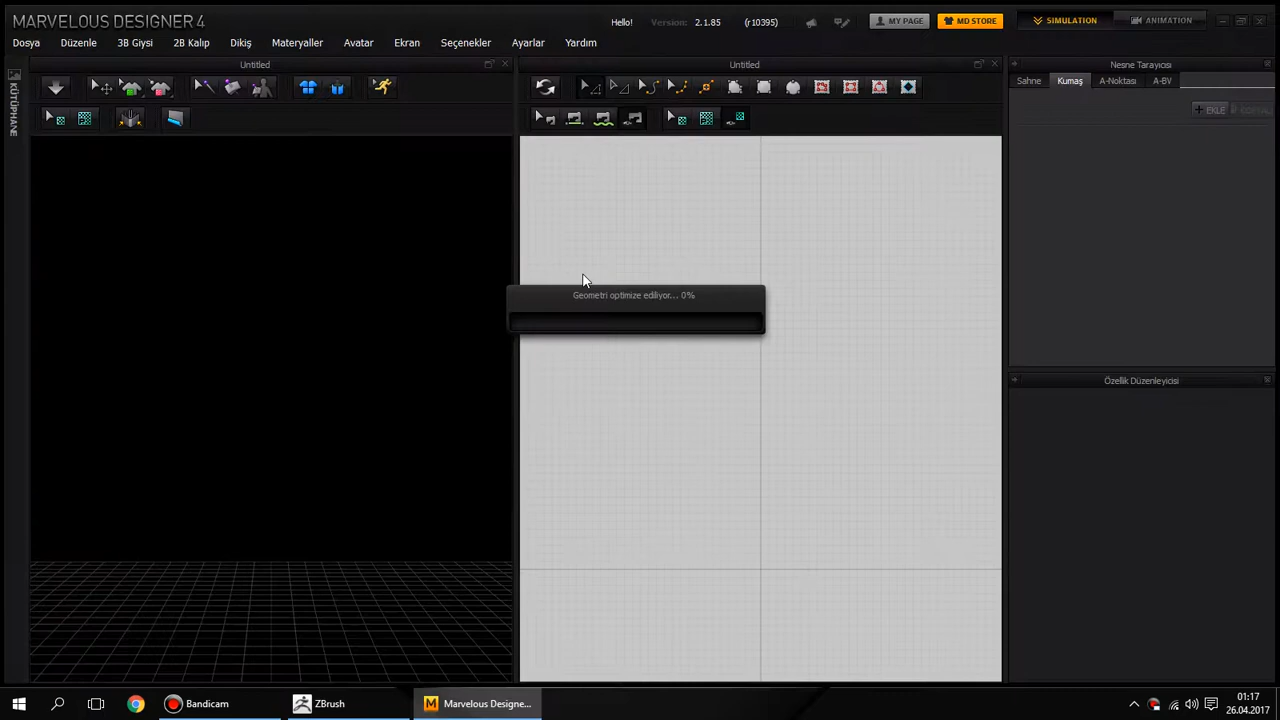 MARVELOUS DESIGNER 4
Hello!
Version: 2.1.85 (r10395)
MY PAGE
MD STORE
SIMULATION
ANIMATION
Dosya Düzenle 3B Giysi 2B Kalıp Dikiş Materyaller Avatar Ekran Seçenekler Ayarlar Yardım
KÜTÜPHANE
Untitled
Untitled
Nesne Tarayıcısı
Sahne Kumaş A-Noktası A-BV
+ EKLE
Geometri optimize ediliyor... 0%
Özellik Düzenleyicisi
Bandicam
ZBrush
Marvelous Designe...
01:17
26.04.2017